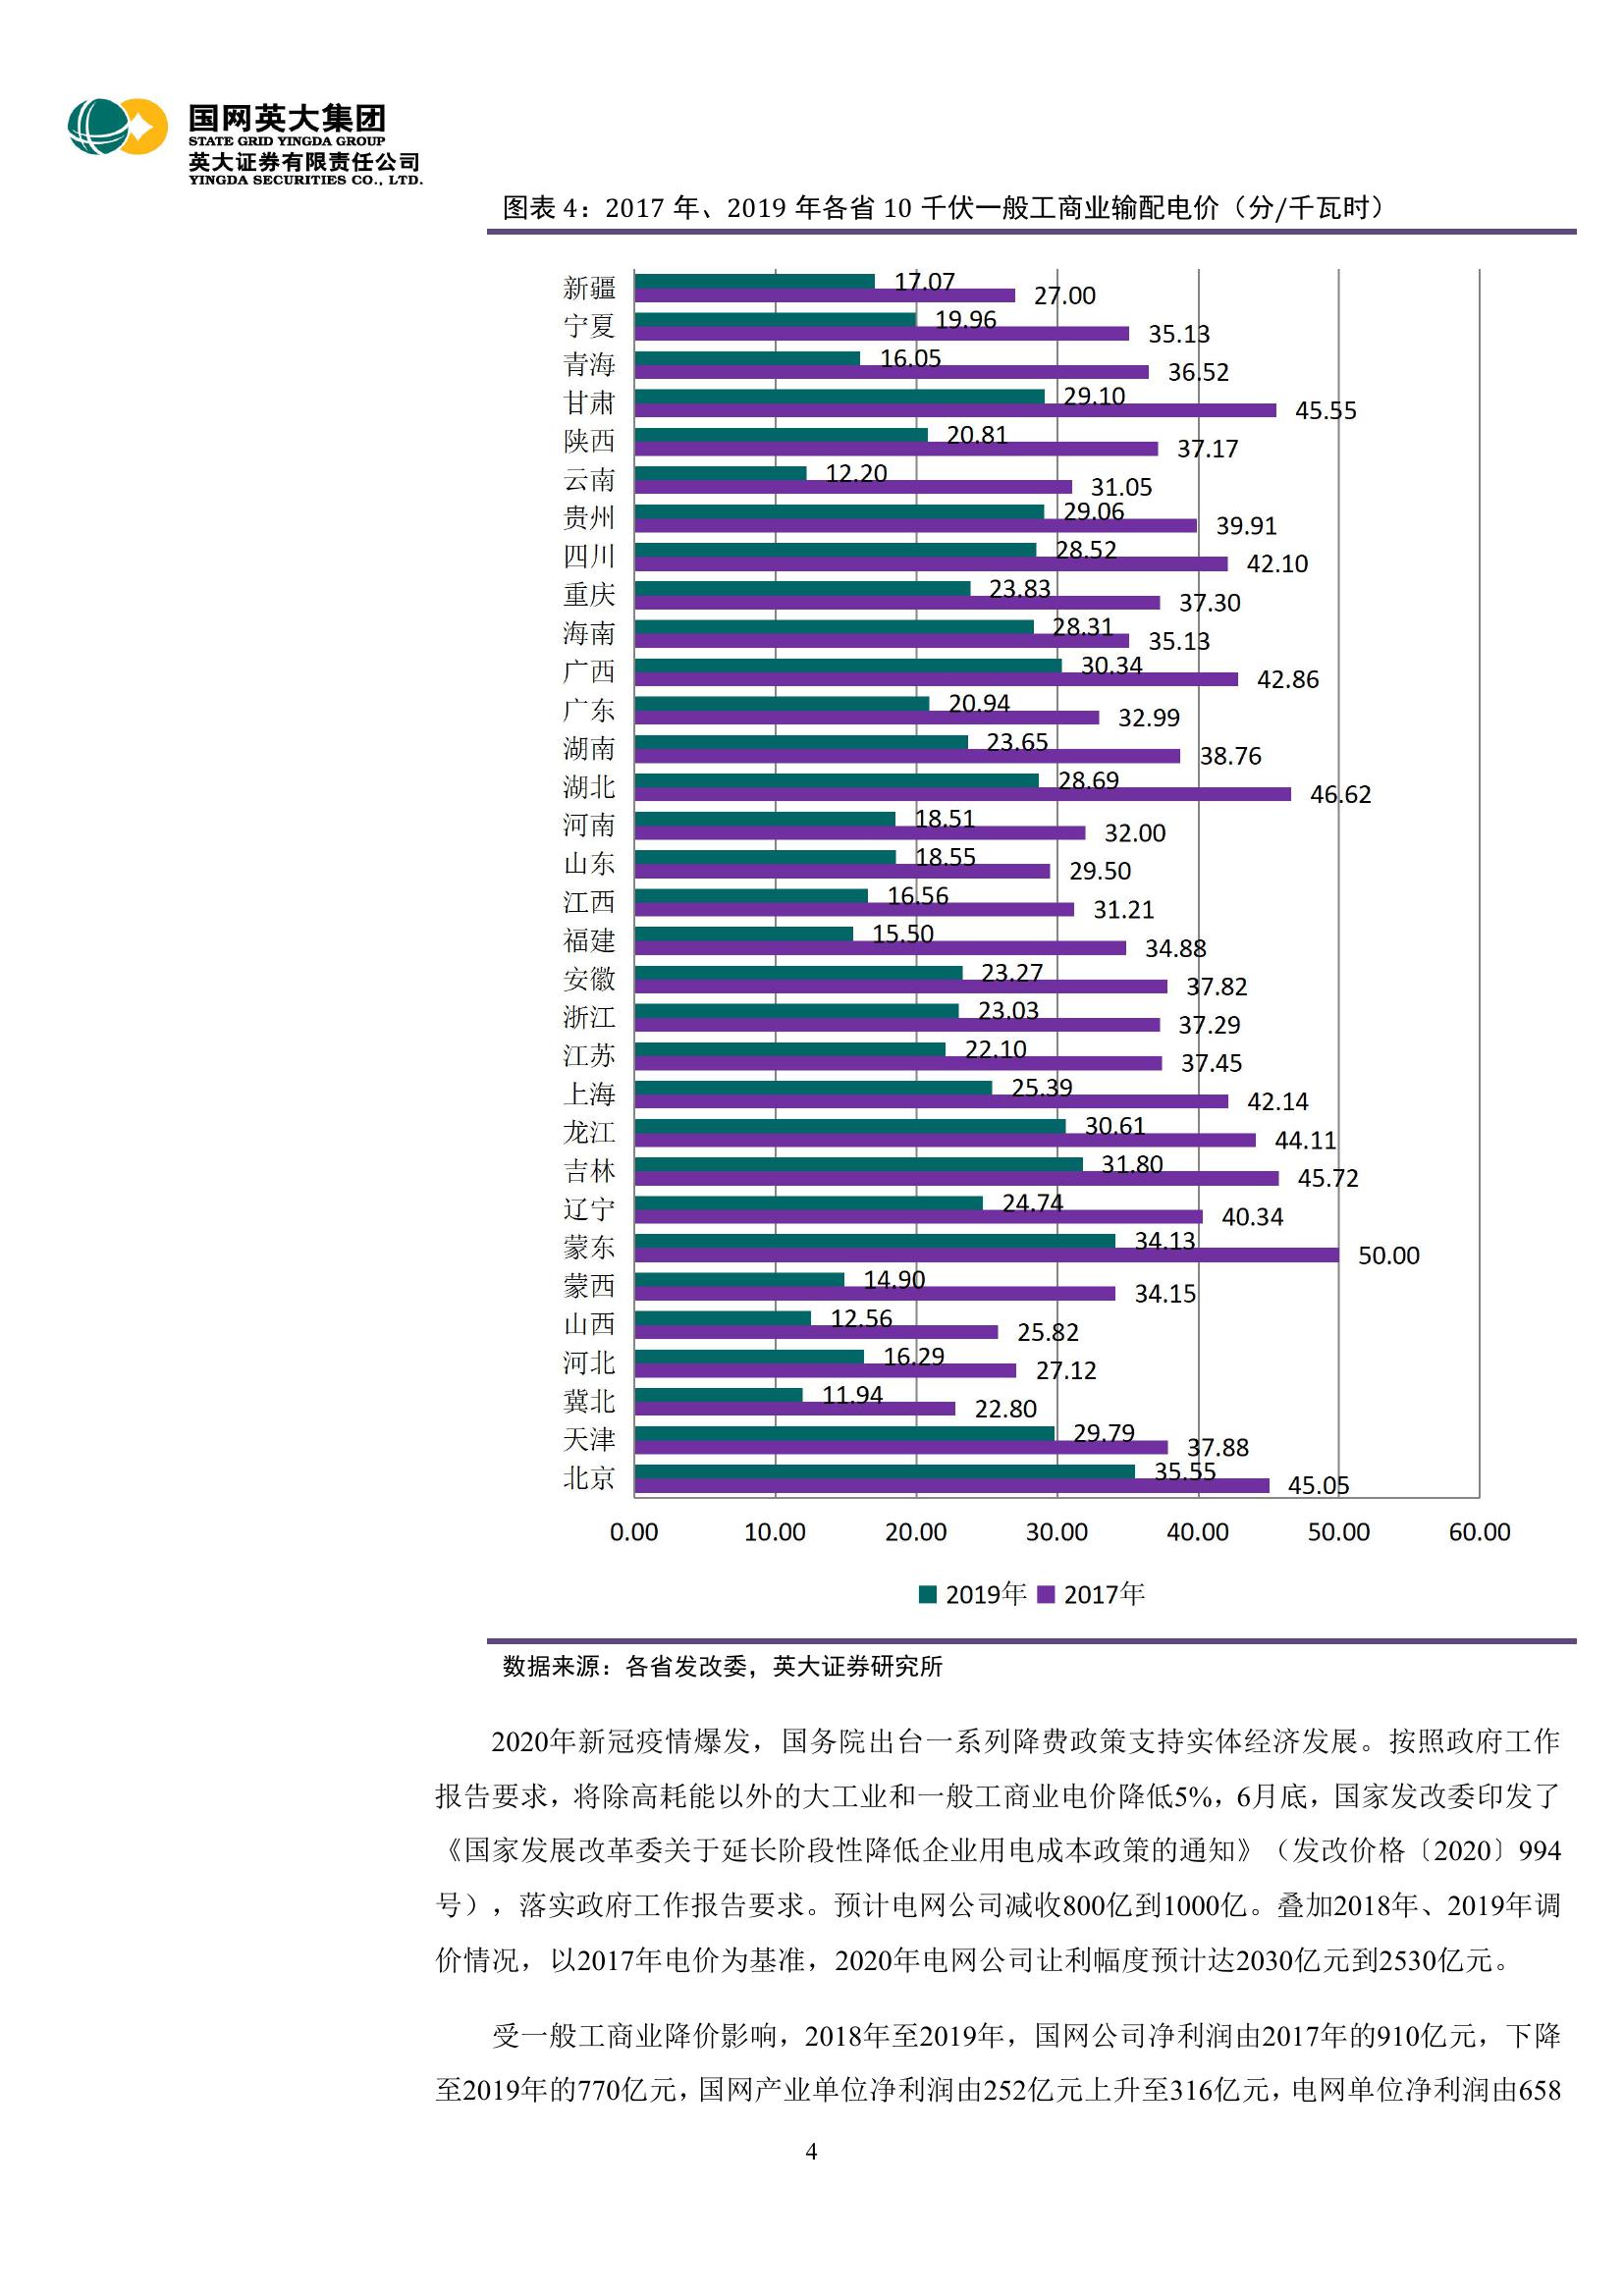 国网英大集团
STATE GRID YINGDA GROUP
英大证券有限责任公司
YINGDA SECURITIES CO., LTD.
图表 4：2017 年、2019 年各省 10 千伏一般工商业输配电价（分/千瓦时）
新疆 17.07 27.00
宁夏 19.96 35.13
青海 16.05 36.52
甘肃 29.10 45.55
陕西 20.81 37.17
云南 12.20 31.05
贵州 29.06 39.91
四川 28.52 42.10
重庆 23.83 37.30
海南 28.31 35.13
广西 30.34 42.86
广东 20.94 32.99
湖南 23.65 38.76
湖北 28.69 46.62
河南 18.51 32.00
山东 18.55 29.50
江西 16.56 31.21
福建 15.50 34.88
安徽 23.27 37.82
浙江 23.03 37.29
江苏 22.10 37.45
上海 25.39 42.14
龙江 30.61 44.11
吉林 31.80 45.72
辽宁 24.74 40.34
蒙东 34.13 50.00
蒙西 14.90 34.15
山西 12.56 25.82
河北 16.29 27.12
冀北 11.94 22.80
天津 29.79 37.88
北京 35.55 45.05
0.00 10.00 20.00 30.00 40.00 50.00 60.00
2019年 2017年
数据来源：各省发改委，英大证券研究所
2020年新冠疫情爆发，国务院出台一系列降费政策支持实体经济发展。按照政府工作
报告要求，将除高耗能以外的大工业和一般工商业电价降低5%，6月底，国家发改委印发了
《国家发展改革委关于延长阶段性降低企业用电成本政策的通知》（发改价格〔2020〕994
号），落实政府工作报告要求。预计电网公司减收800亿到1000亿。叠加2018年、2019年调
价情况，以2017年电价为基准，2020年电网公司让利幅度预计达2030亿元到2530亿元。
受一般工商业降价影响，2018年至2019年，国网公司净利润由2017年的910亿元，下降
至2019年的770亿元，国网产业单位净利润由252亿元上升至316亿元，电网单位净利润由658
4